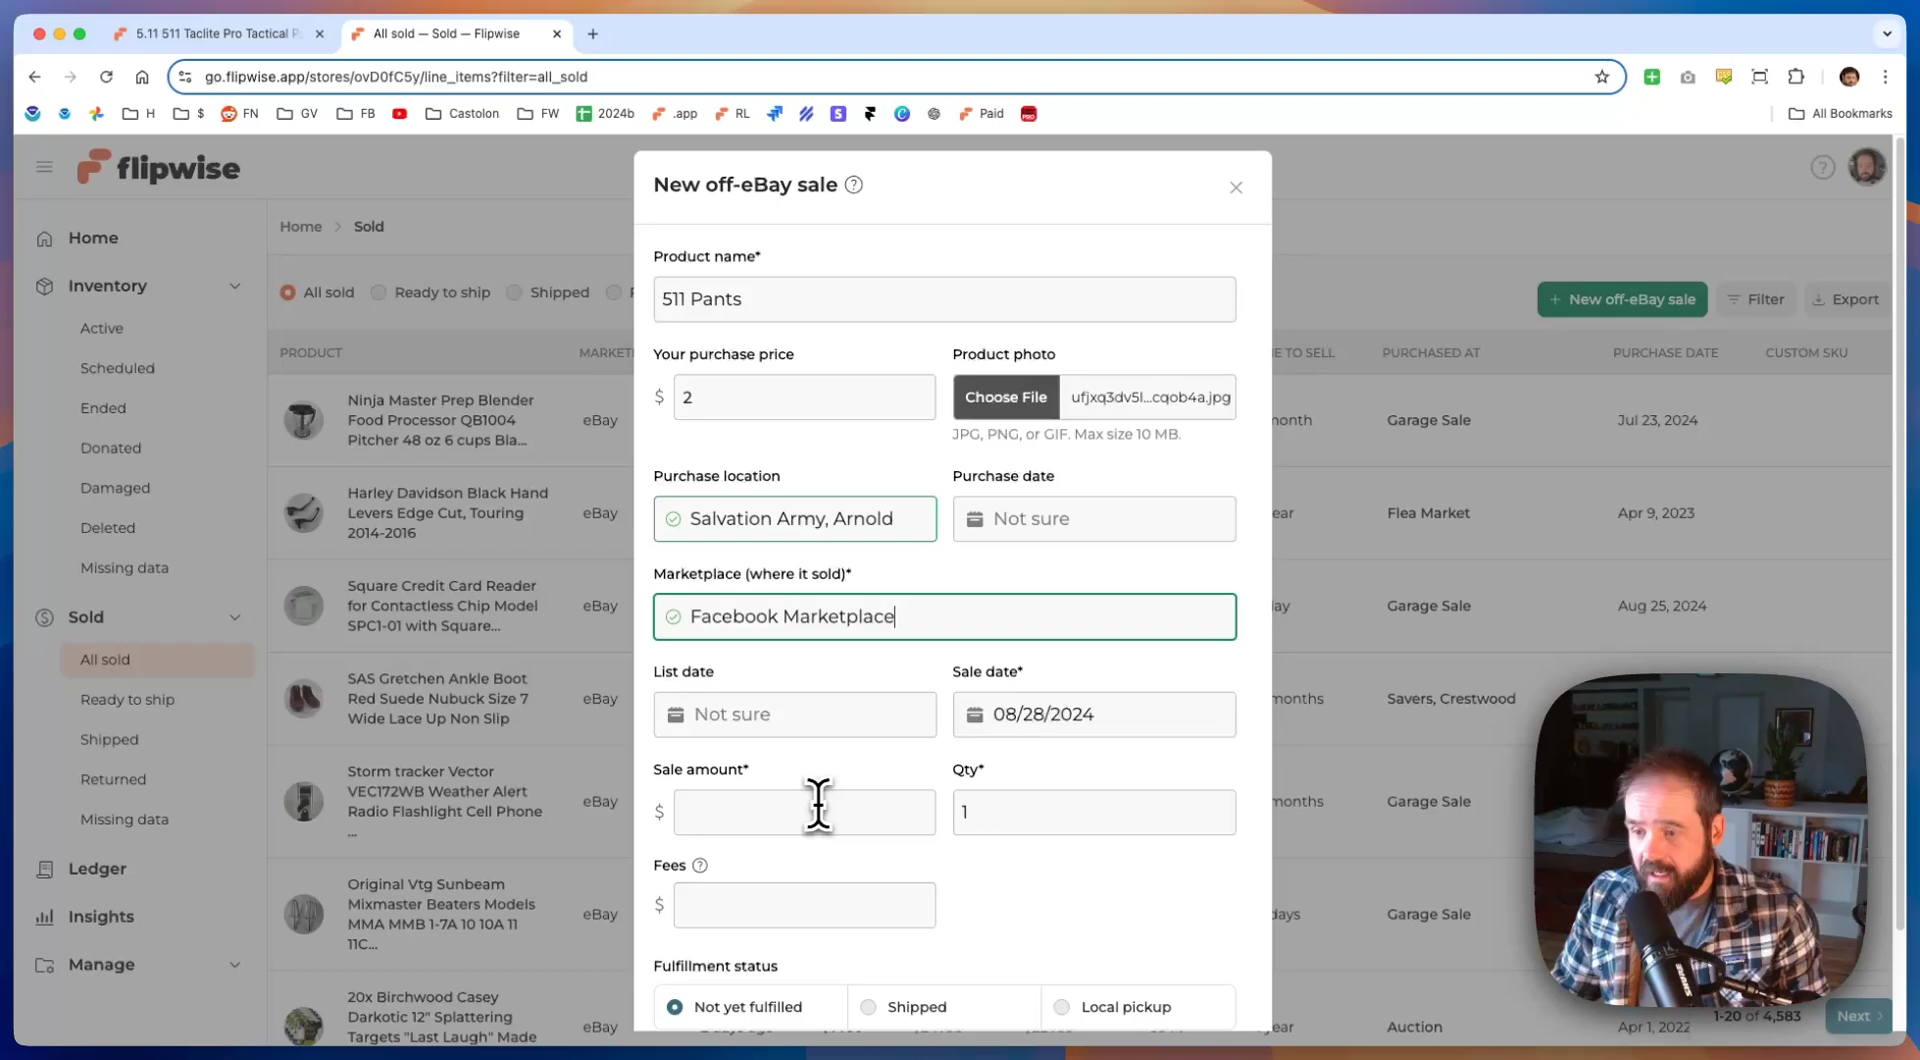 5.11 511 Taclite Pro Tactical P
All sold — Sold — Flipwise
go.flipwise.app/stores/ovD0fC5y/line_items?filter=all_sold
H
$
FN
GV
FB
Castolon
FW
2024b
.app
RL
Paid
All Bookmarks
flipwise
Home
Inventory
Active
Scheduled
Ended
Donated
Damaged
Deleted
Missing data
Sold
All sold
Ready to ship
Shipped
Returned
Missing data
Ledger
Insights
Manage
Home > Sold
All sold
Ready to ship
Shipped
+ New off-eBay sale
Filter
Export
PRODUCT
PURCHASED AT
PURCHASE DATE
CUSTOM SKU
Ninja Master Prep Blender
Food Processor QB1004
Pitcher 48 oz 6 cups Bla...
eBay
Garage Sale
Jul 23, 2024
Harley Davidson Black Hand
Levers Edge Cut, Touring
2014-2016
eBay
Flea Market
Apr 9, 2023
Square Credit Card Reader
for Contactless Chip Model
SPC1-01 with Square...
eBay
Garage Sale
Aug 25, 2024
SAS Gretchen Ankle Boot
Red Suede Nubuck Size 7
Wide Lace Up Non Slip
eBay
months
Savers, Crestwood
Storm tracker Vector
VEC172WB Weather Alert
Radio Flashlight Cell Phone
...
eBay
months
Garage Sale
Original Vtg Sunbeam
Mixmaster Beaters Models
MMA MMB 1-7A 10 10A 11
11C...
eBay
days
Garage Sale
20x Birchwood Casey
Darkotic 12" Splattering
Targets "Last Laugh" Made
eBay
Auction
Apr 1, 2022
1-20 of 4,583
Next >
New off-eBay sale
Product name*
511 Pants
Your purchase price
$ 2
Product photo
Choose File
ufjxq3dv5l...cqob4a.jpg
JPG, PNG, or GIF. Max size 10 MB.
Purchase location
Salvation Army, Arnold
Purchase date
Not sure
Marketplace (where it sold)*
Facebook Marketplace
List date
Not sure
Sale date*
08/28/2024
Sale amount*
$
Qty*
1
Fees
$
Fulfillment status
Not yet fulfilled
Shipped
Local pickup